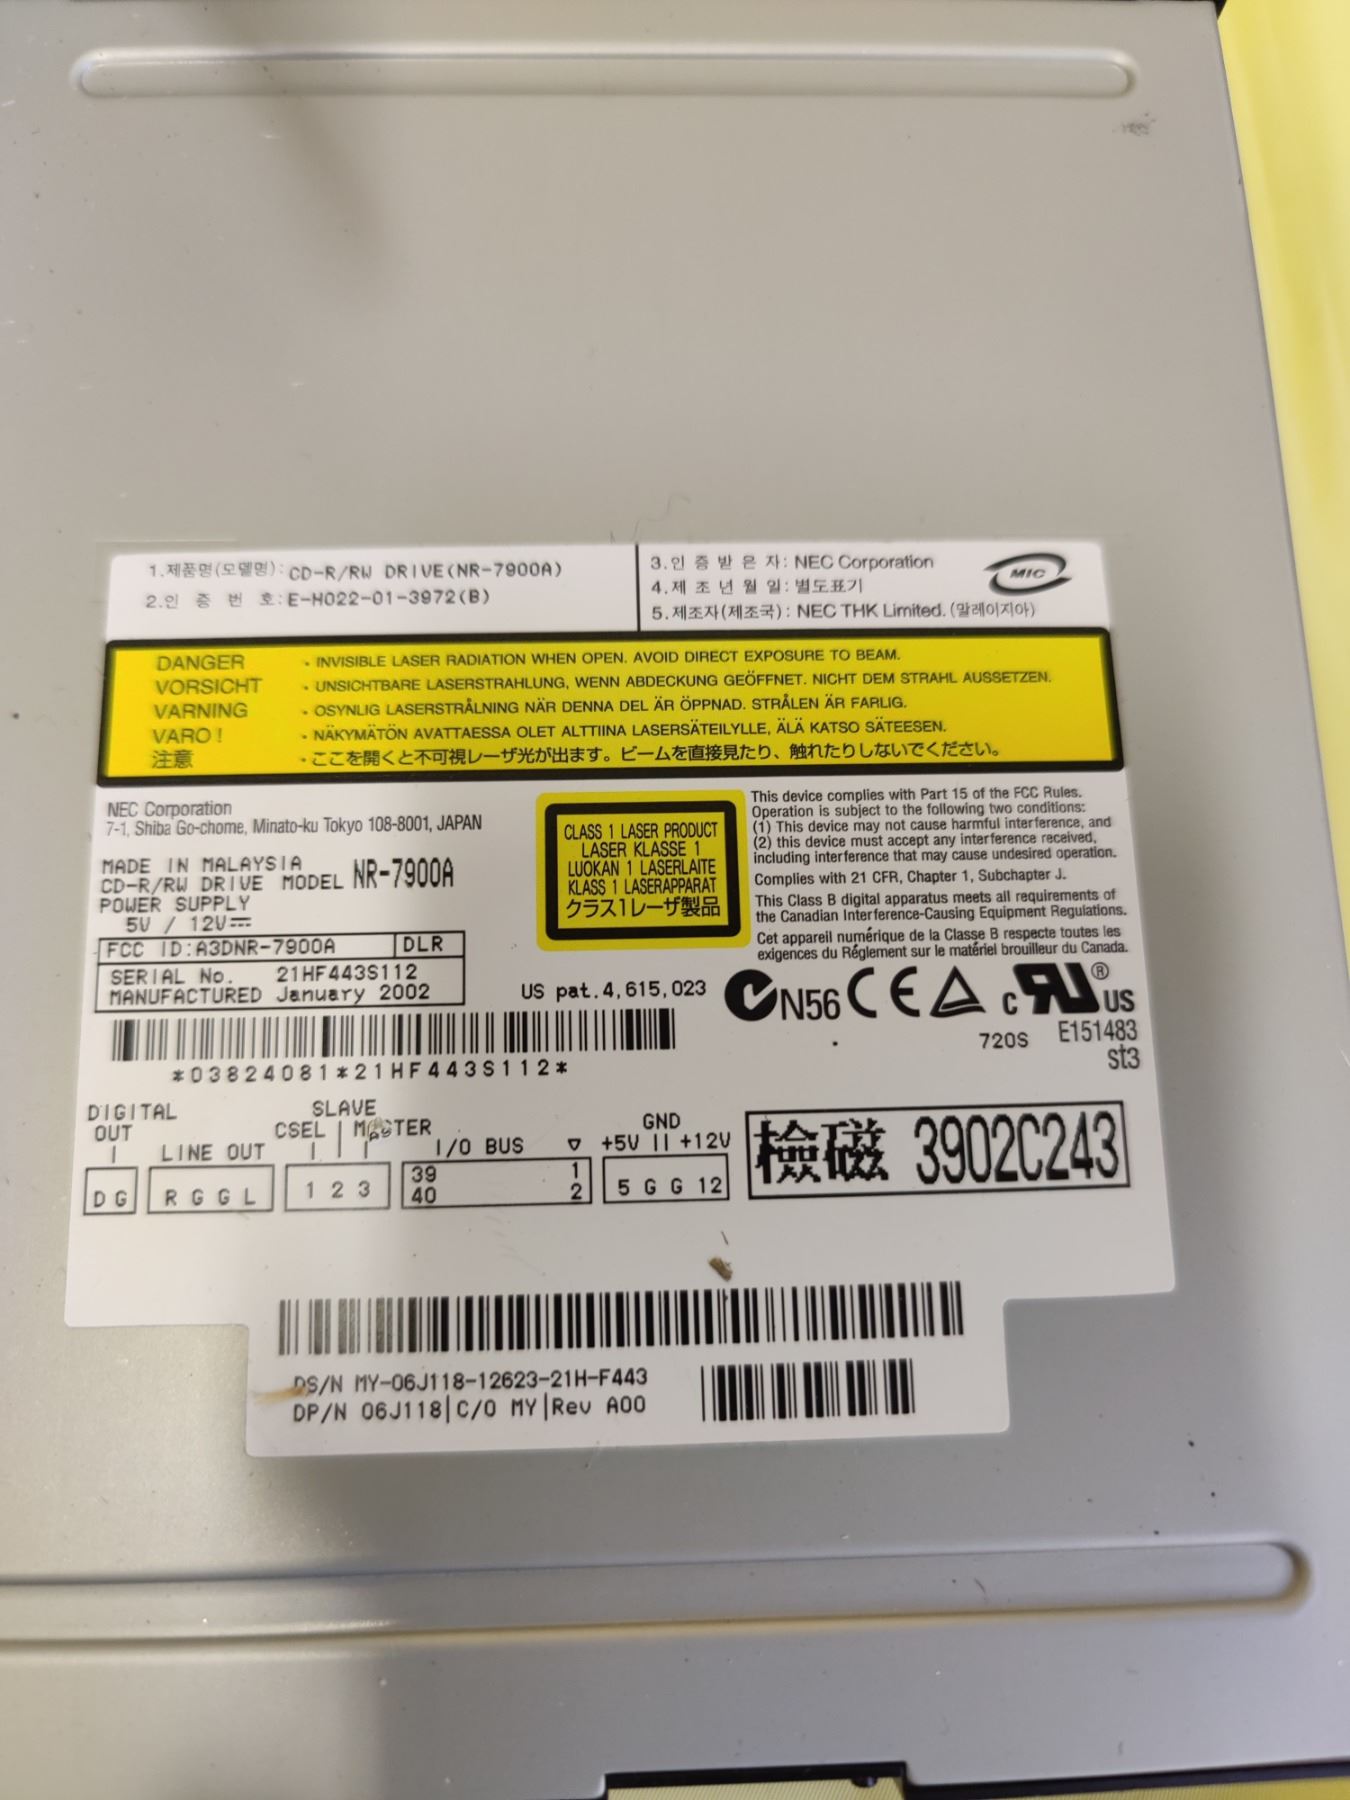 1.제품명(모델명): CD-R/RW DRIVE(NR-7900A)
2.인 증 번 호: E-H022-01-3972(B)
3.인 증 받 은 자: NEC Corporation
4.제 조 년 월 일: 별도표기
5.제조자(제조국): NEC THK Limited. (말레이지아)
MIC
DANGER · INVISIBLE LASER RADIATION WHEN OPEN. AVOID DIRECT EXPOSURE TO BEAM.
VORSICHT · UNSICHTBARE LASERSTRAHLUNG, WENN ABDECKUNG GEÖFFNET. NICHT DEM STRAHL AUSSETZEN.
VARNING · OSYNLIG LASERSTRÅLNING NÄR DENNA DEL ÄR ÖPPNAD. STRÅLEN ÄR FARLIG.
VARO! · NÄKYMÄTÖN AVATTAESSA OLET ALTTIINA LASERSÄTEILYLLE, ÄLÄ KATSO SÄTEESEN.
注意 · ここを開くと不可視レーザ光が出ます。ビームを直接見たり、触れたりしないでください。
NEC Corporation
7-1, Shiba Go-chome, Minato-ku Tokyo 108-8001, JAPAN
MADE IN MALAYSIA
CD-R/RW DRIVE MODEL NR-7900A
POWER SUPPLY
5V / 12V
FCC ID:A3DNR-7900A DLR
SERIAL No. 21HF443S112
MANUFACTURED January 2002
CLASS 1 LASER PRODUCT
LASER KLASSE 1
LUOKAN 1 LASERLAITE
KLASS 1 LASERAPPARAT
クラス1レーザ製品
US pat.4,615,023
This device complies with Part 15 of the FCC Rules.
Operation is subject to the following two conditions:
(1) This device may not cause harmful interference, and
(2) this device must accept any interference received,
including interference that may cause undesired operation.
Complies with 21 CFR, Chapter 1, Subchapter J.
This Class B digital apparatus meets all requirements of
the Canadian Interference-Causing Equipment Regulations.
Cet appareil numérique de la Classe B respecte toutes les
exigences du Réglement sur le matériel brouilleur du Canada.
N56 CE c RU ® US
720S E151483
st3
*03824081*21HF443S112*
DIGITAL
OUT
LINE OUT
SLAVE
CSEL | MASTER
I/O BUS
GND
+5V || +12V
D G
R G G L
1 2 3
39 1
40 2
5 G G 12
檢磁 3902C243
DS/N MY-06J118-12623-21H-F443
DP/N 06J118|C/O MY|Rev A00